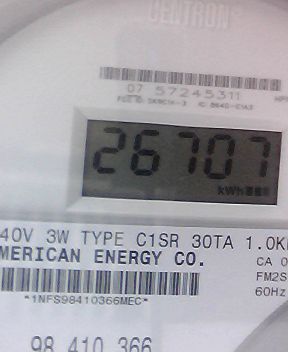 CENTRON
07 57245311
26707
kWh
40V 3W TYPE C1SR 30TA 1.0K
MERICAN ENERGY CO.
CA 0
FM2S
60Hz
*1NFS98410366MEC*
98 410 366